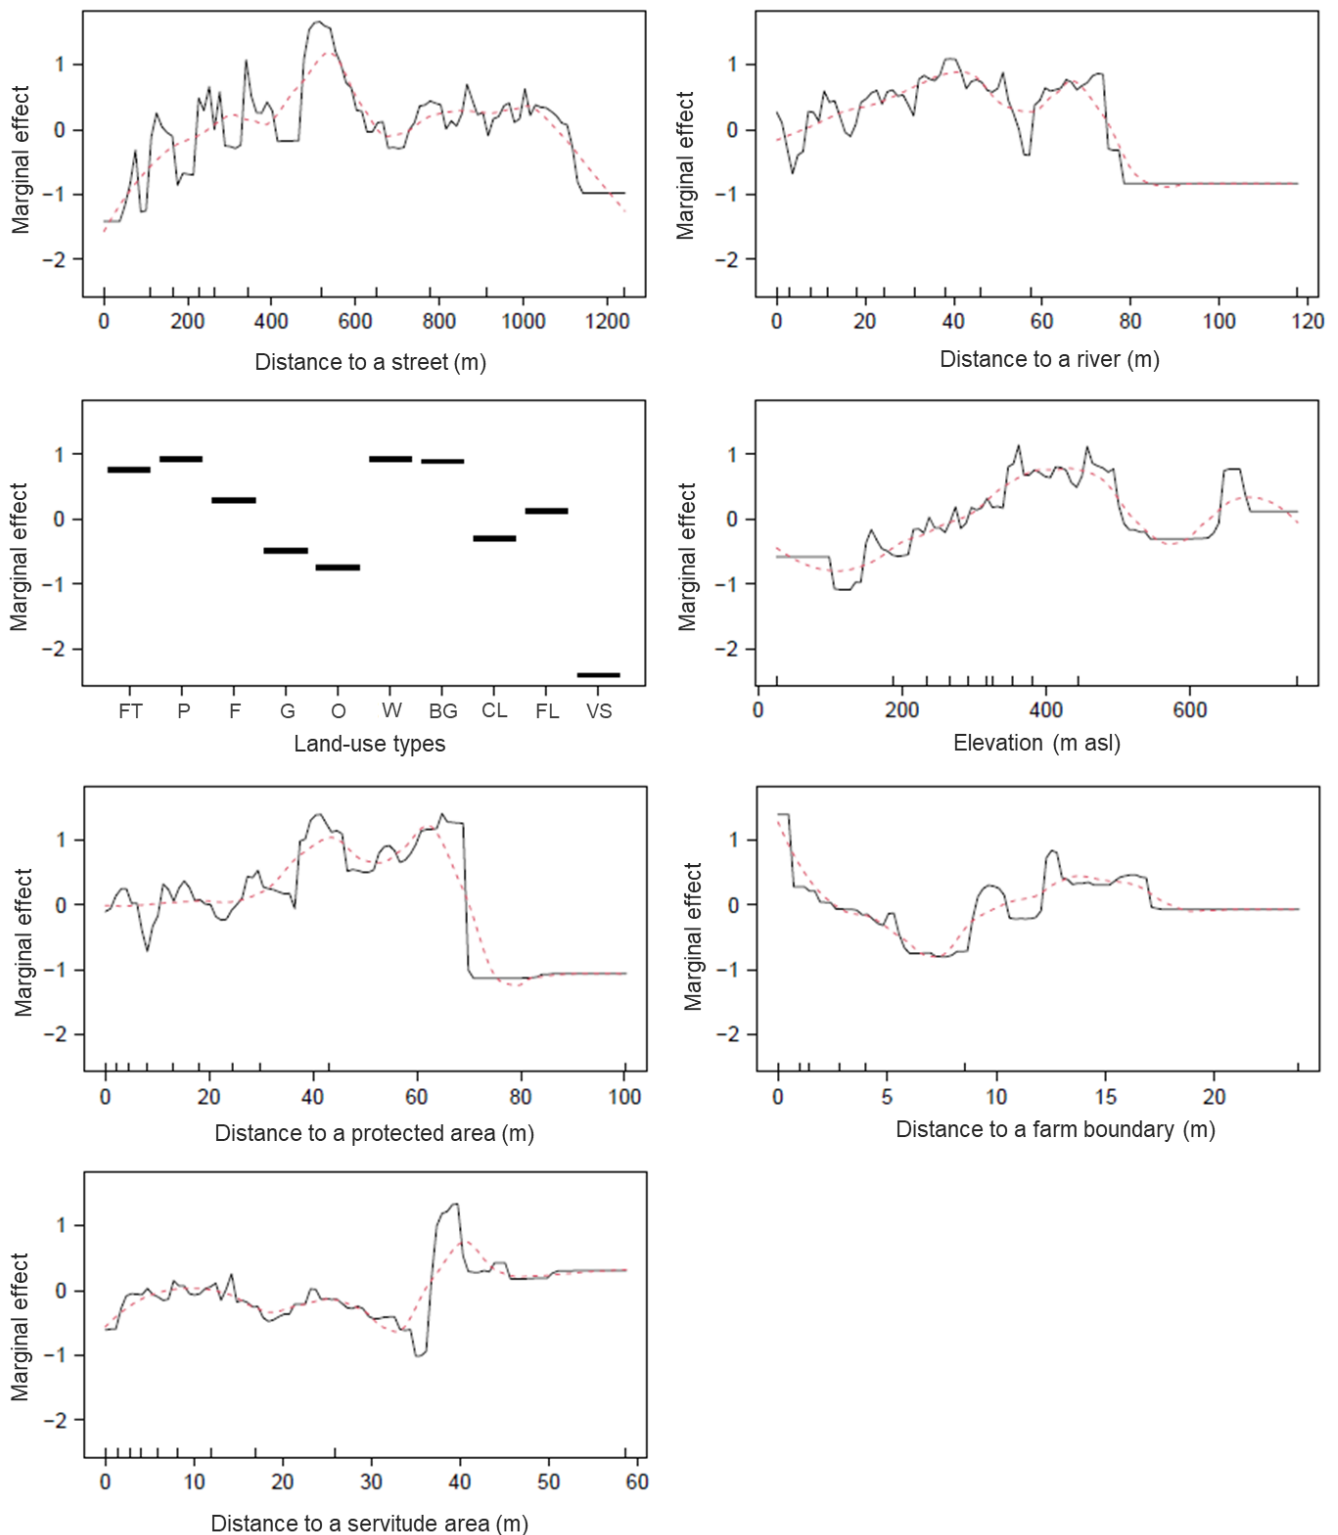 Marginal effect
1
0
−1
−2
0 200 400 600 800 1000 1200
Distance to a street (m)
Marginal effect
1
0
−1
−2
0 20 40 60 80 100 120
Distance to a river (m)
Marginal effect
1
0
−1
−2
FT P F G O W BG CL FL VS
Land-use types
Marginal effect
1
0
−1
−2
0 200 400 600
Elevation (m asl)
Marginal effect
1
0
−1
−2
0 20 40 60 80 100
Distance to a protected area (m)
Marginal effect
1
0
−1
−2
0 5 10 15 20
Distance to a farm boundary (m)
Marginal effect
1
0
−1
−2
0 10 20 30 40 50 60
Distance to a servitude area (m)